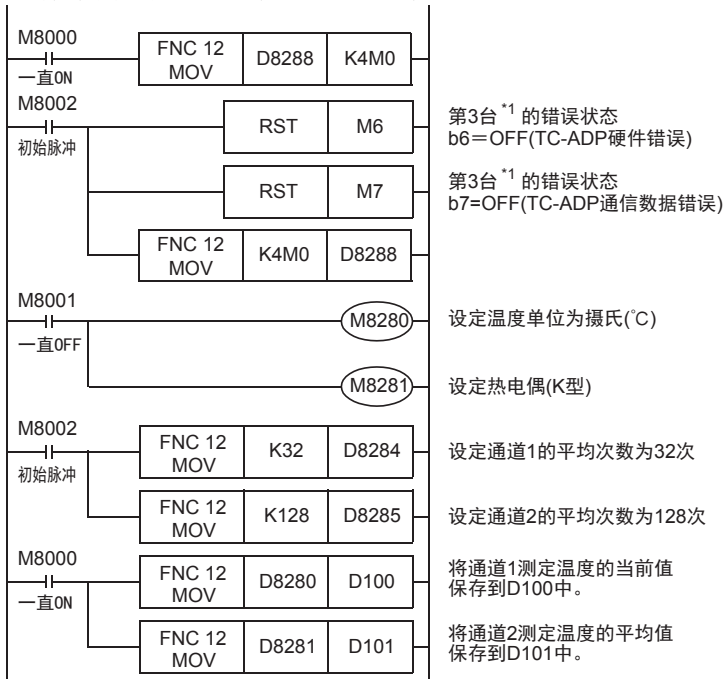 M8000
一直ON
FNC 12
MOV
D8288
K4M0
M8002
初始脉冲
RST
M6
第3台*1 的错误状态
b6＝OFF(TC-ADP硬件错误)
RST
M7
第3台*1 的错误状态
b7=OFF(TC-ADP通信数据错误)
FNC 12
MOV
K4M0
D8288
M8001
一直OFF
M8280
设定温度单位为摄氏(℃)
M8281
设定热电偶(K型)
M8002
初始脉冲
FNC 12
MOV
K32
D8284
设定通道1的平均次数为32次
FNC 12
MOV
K128
D8285
设定通道2的平均次数为128次
M8000
一直ON
FNC 12
MOV
D8280
D100
将通道1测定温度的当前值
保存到D100中。
FNC 12
MOV
D8281
D101
将通道2测定温度的平均值
保存到D101中。